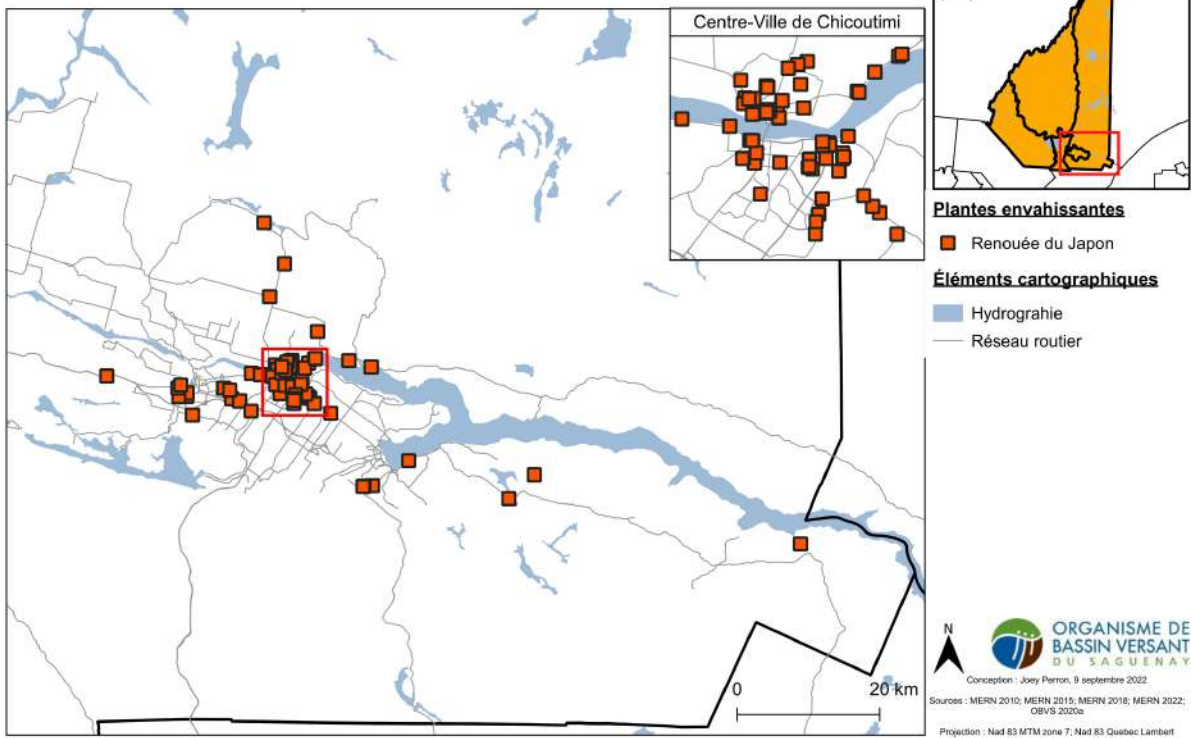 Centre-Ville de Chicoutimi
Plantes envahissantes
Renouée du Japon
Éléments cartographiques
Hydrograhie
Réseau routier
0 20 km
N
ORGANISME DE
BASSIN VERSANT
DU SAGUENAY
Conception : Joey Perron, 9 septembre 2022
Sources : MERN 2010; MERN 2015; MERN 2018; MERN 2022;
OBVS 2020a
Projection : Nad 83 MTM zone 7; Nad 83 Quebec Lambert